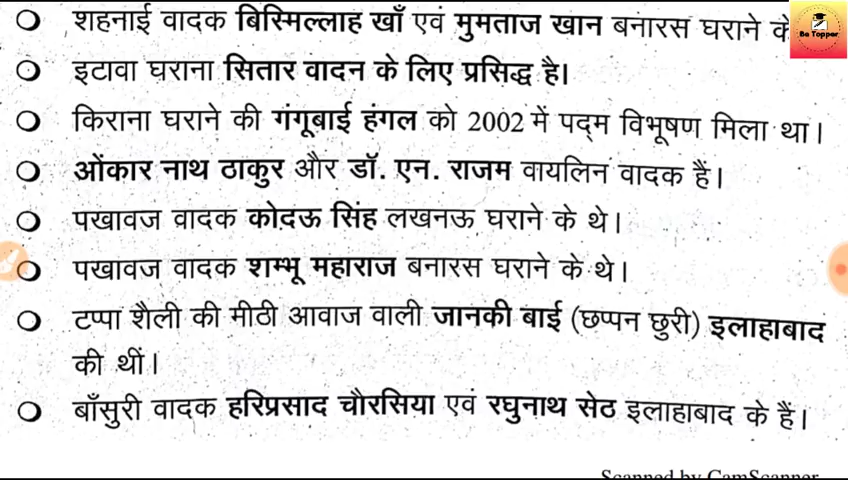 शहनाई वादक बिस्मिल्लाह खाँ एवं मुमताज खान बनारस घराने के
Be Topper
इटावा घराना सितार वादन के लिए प्रसिद्ध है।
किराना घराने की गंगूबाई हंगल को 2002 में पद्म विभूषण मिला था।
ओंकार नाथ ठाकुर और डॉ. एन. राजम वायलिन वादक हैं।
पखावज वादक कोदऊ सिंह लखनऊ घराने के थे।
पखावज वादक शम्भू महाराज बनारस घराने के थे।
टप्पा शैली की मीठी आवाज वाली जानकी बाई (छप्पन छुरी) इलाहाबाद
की थीं।
बाँसुरी वादक हरिप्रसाद चौरसिया एवं रघुनाथ सेठ इलाहाबाद के हैं।
Scanned by CamScanner